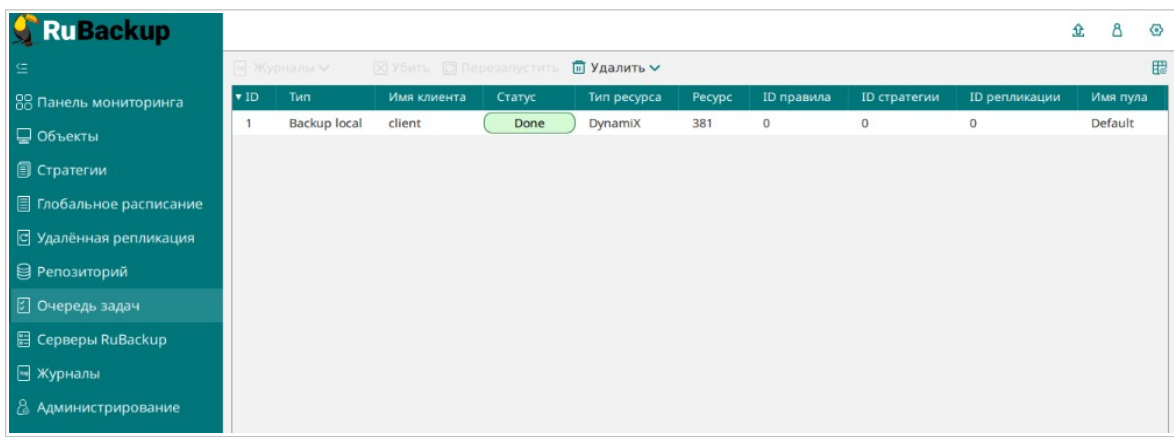 RuBackup
Журналы Убить Перезапустить Удалить
Панель мониторинга
Объекты
Стратегии
Глобальное расписание
Удалённая репликация
Репозиторий
Очередь задач
Серверы RuBackup
Журналы
Администрирование
ID Тип Имя клиента Статус Тип ресурса Ресурс ID правила ID стратегии ID репликации Имя пула
1 Backup local client Done DynamiX 381 0 0 0 Default